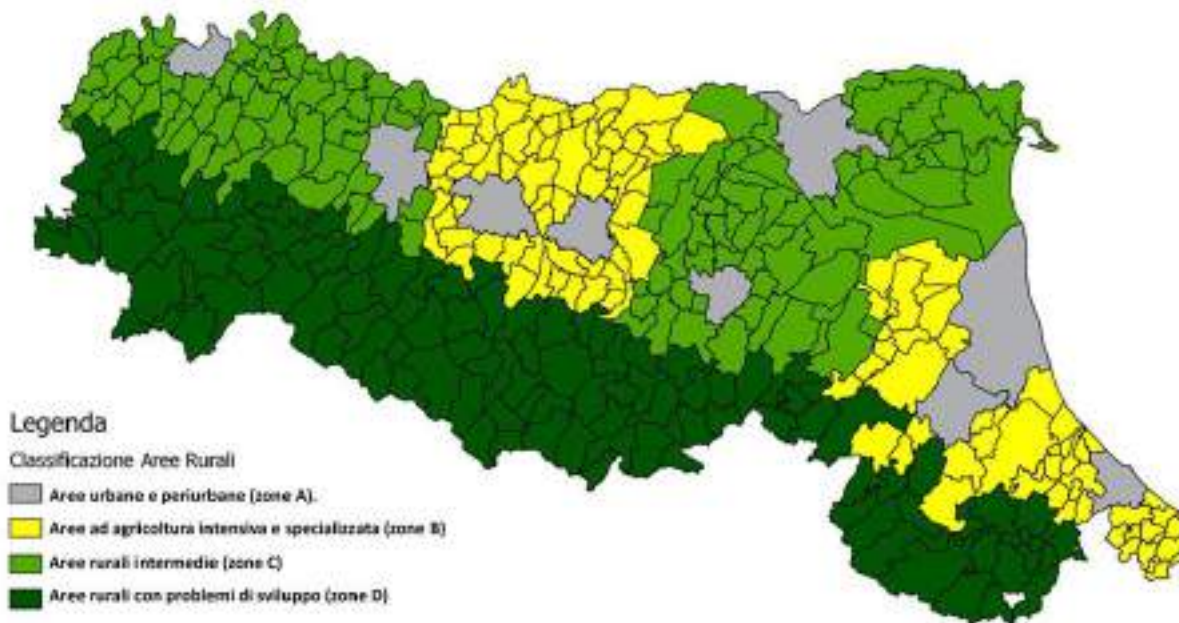 Legenda
Classificazione Aree Rurali
Aree urbane e periurbane (zone A).
Aree ad agricoltura intensiva e specializzata (zone B)
Aree rurali intermedie (zone C)
Aree rurali con problemi di sviluppo (zone D)